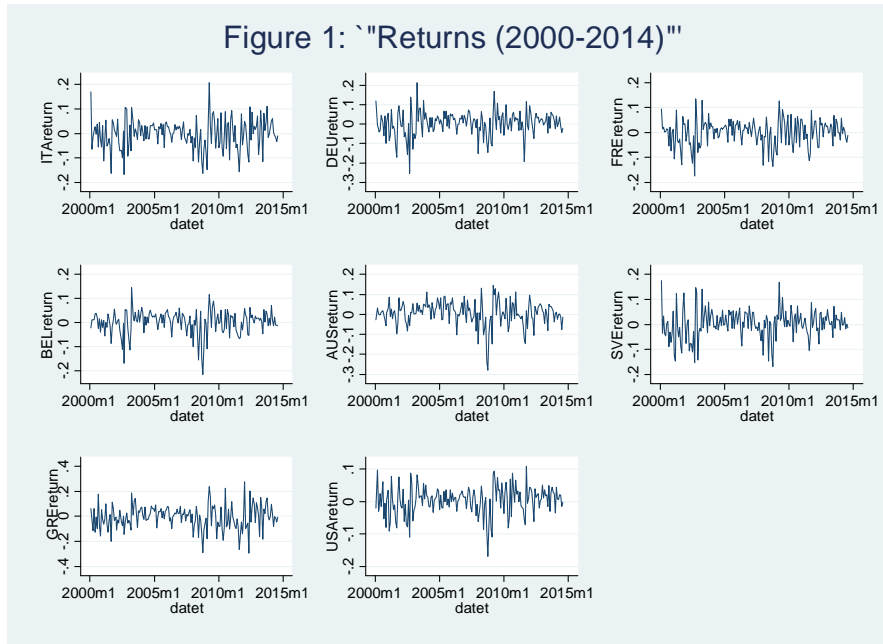 Figure 1: `"Returns (2000-2014)"'
ITAreturn
-.2 -.1 0 .1 .2
2000m1 2005m1 2010m1 2015m1
datet
DEUreturn
-.3 -.2 -.1 0 .1 .2
2000m1 2005m1 2010m1 2015m1
datet
FREreturn
-.2 -.1 0 .1 .2
2000m1 2005m1 2010m1 2015m1
datet
BELreturn
-.2 -.1 0 .1 .2
2000m1 2005m1 2010m1 2015m1
datet
AUSreturn
-.3 -.2 -.1 0 .1 .2
2000m1 2005m1 2010m1 2015m1
datet
SVEreturn
-.2 -.1 0 .1 .2
2000m1 2005m1 2010m1 2015m1
datet
GREreturn
-.4 -.2 0 .2 .4
2000m1 2005m1 2010m1 2015m1
datet
USAreturn
-.2 -.1 0 .1
2000m1 2005m1 2010m1 2015m1
datet